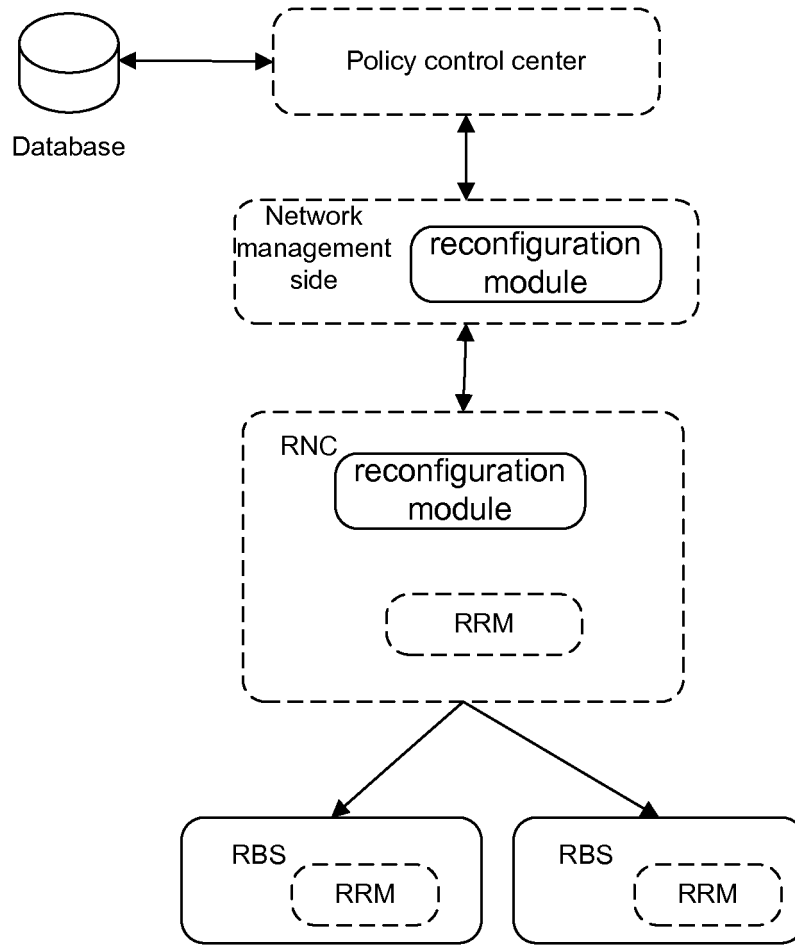 Policy control center
Database
Network
management
side
reconfiguration
module
RNC
reconfiguration
module
RRM
RBS
RRM
RBS
RRM